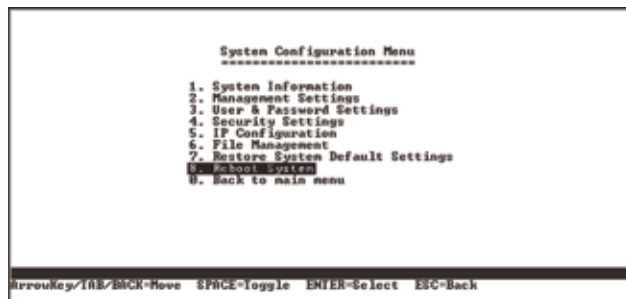 System Configuration Menu
=========================
1. System Information
2. Management Settings
3. User & Password Settings
4. Security Settings
5. IP Configuration
6. File Management
7. Restore System Default Settings
8. Reboot System
0. Back to main menu
ArrowKey/TAB/BACK=Move SPACE=Toggle ENTER=Select ESC=Back